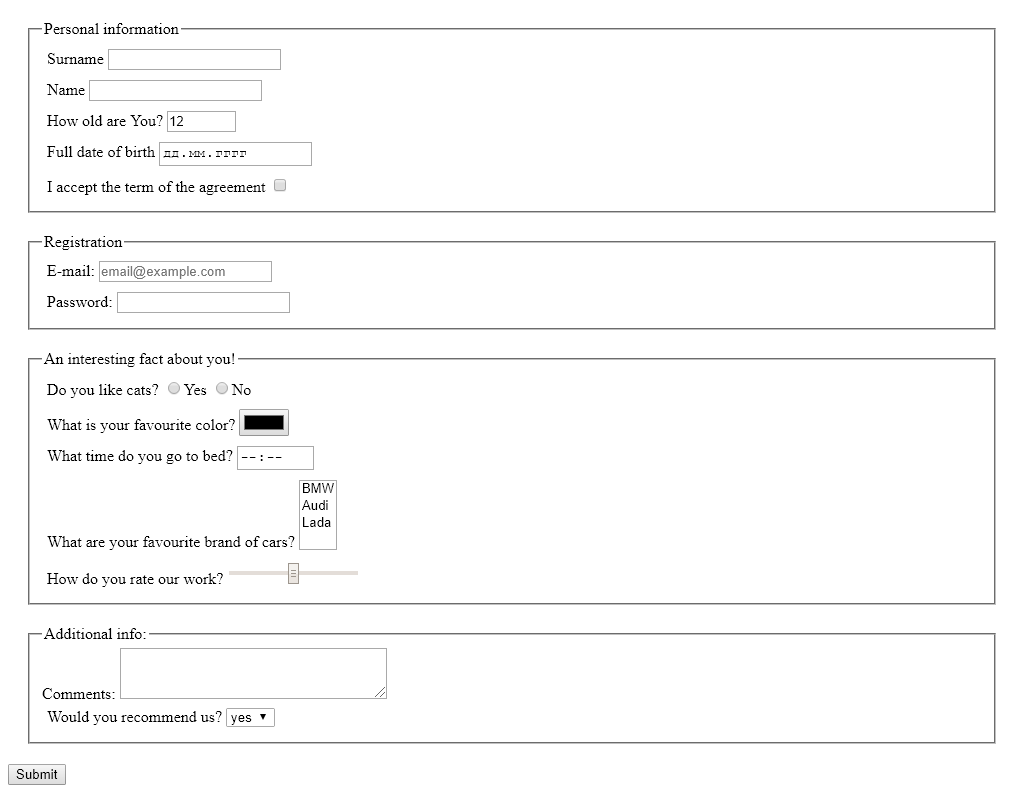 Personal information
Surname
Name
How old are You? 12
Full date of birth дд.мм.гггг
I accept the term of the agreement
Registration
E-mail: email@example.com
Password:
An interesting fact about you!
Do you like cats? Yes No
What is your favourite color?
What time do you go to bed? --:--
BMW
Audi
Lada
What are your favourite brand of cars?
How do you rate our work?
Additional info:
Comments:
Would you recommend us? yes
Submit